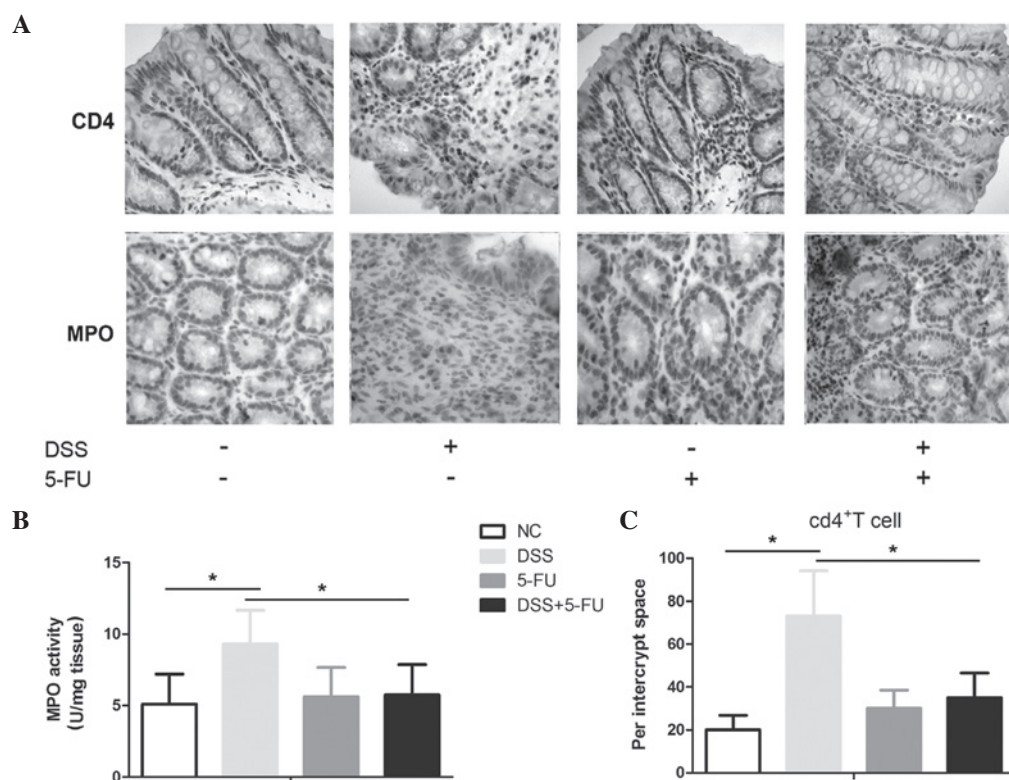 A
CD4
MPO
DSS - + - +
5-FU - - + +
B
NC
DSS
5-FU
DSS+5-FU
MPO activity
(U/mg tissue)
15
10
5
0
*
*
C
cd4⁺T cell
Per intercrypt space
100
80
60
40
20
0
*
*